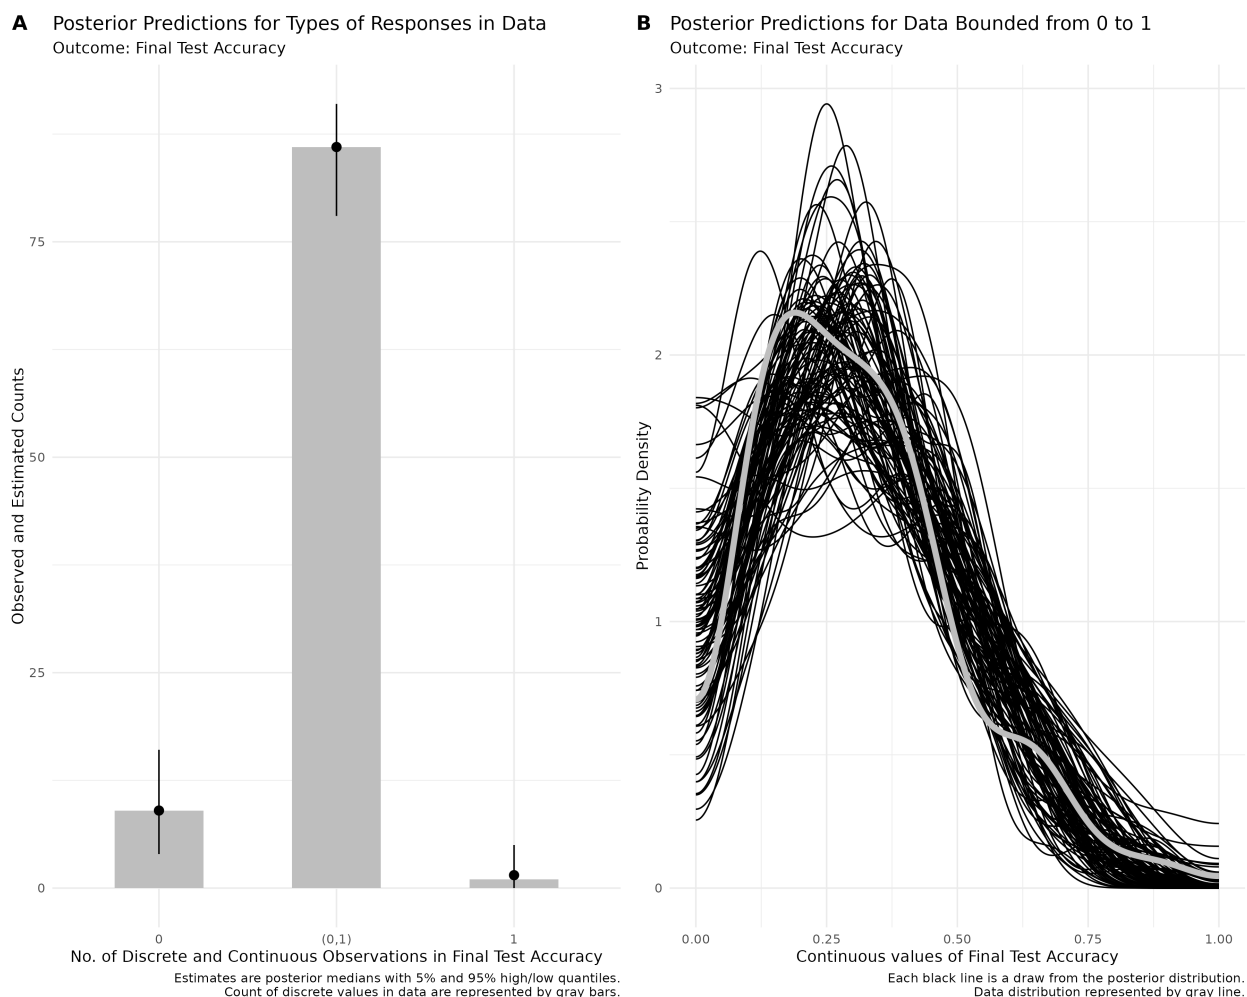 A
Posterior Predictions for Types of Responses in Data
Outcome: Final Test Accuracy
Observed and Estimated Counts
75
50
25
0
0
(0,1)
1
No. of Discrete and Continuous Observations in Final Test Accuracy
Estimates are posterior medians with 5% and 95% high/low quantiles.
Count of discrete values in data are represented by gray bars.
B
Posterior Predictions for Data Bounded from 0 to 1
Outcome: Final Test Accuracy
Probability Density
3
2
1
0
0.00
0.25
0.50
0.75
1.00
Continuous values of Final Test Accuracy
Each black line is a draw from the posterior distribution.
Data distribution represented by gray line.